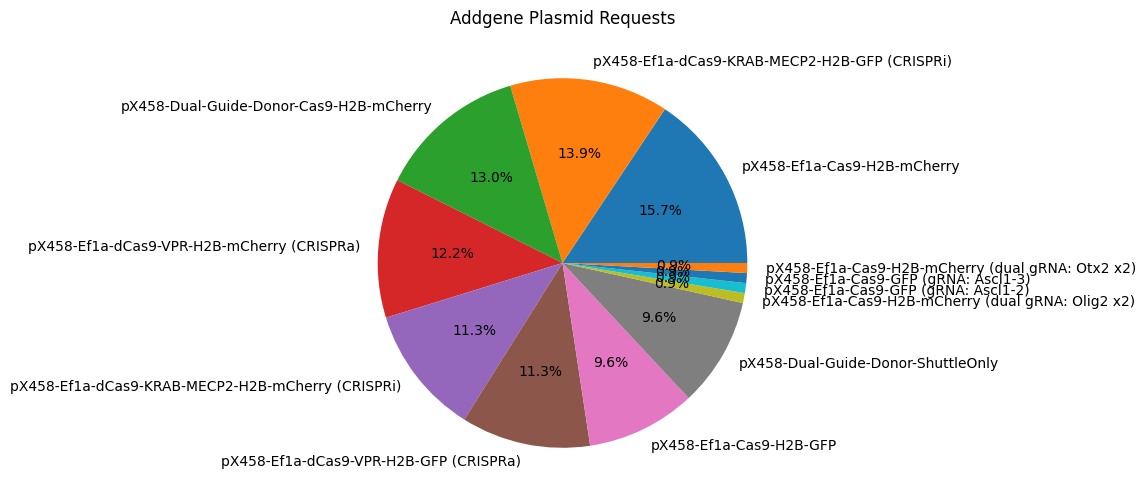 Addgene Plasmid Requests
pX458-Ef1a-dCas9-KRAB-MECP2-H2B-GFP (CRISPRi)
pX458-Dual-Guide-Donor-Cas9-H2B-mCherry
13.9%
pX458-Ef1a-Cas9-H2B-mCherry
13.0%
15.7%
pX458-Ef1a-dCas9-VPR-H2B-mCherry (CRISPRa)
12.2%
0.9%
pX458-Ef1a-Cas9-H2B-mCherry (dual gRNA: Otx2 x2)
0.9%
pX458-Ef1a-Cas9-GFP (gRNA: Ascl1-3)
0.9%
pX458-Ef1a-Cas9-GFP (gRNA: Ascl1-2)
0.9%
pX458-Ef1a-Cas9-H2B-mCherry (dual gRNA: Olig2 x2)
9.6%
11.3%
pX458-Dual-Guide-Donor-ShuttleOnly
9.6%
11.3%
pX458-Ef1a-dCas9-KRAB-MECP2-H2B-mCherry (CRISPRi)
pX458-Ef1a-Cas9-H2B-GFP
pX458-Ef1a-dCas9-VPR-H2B-GFP (CRISPRa)